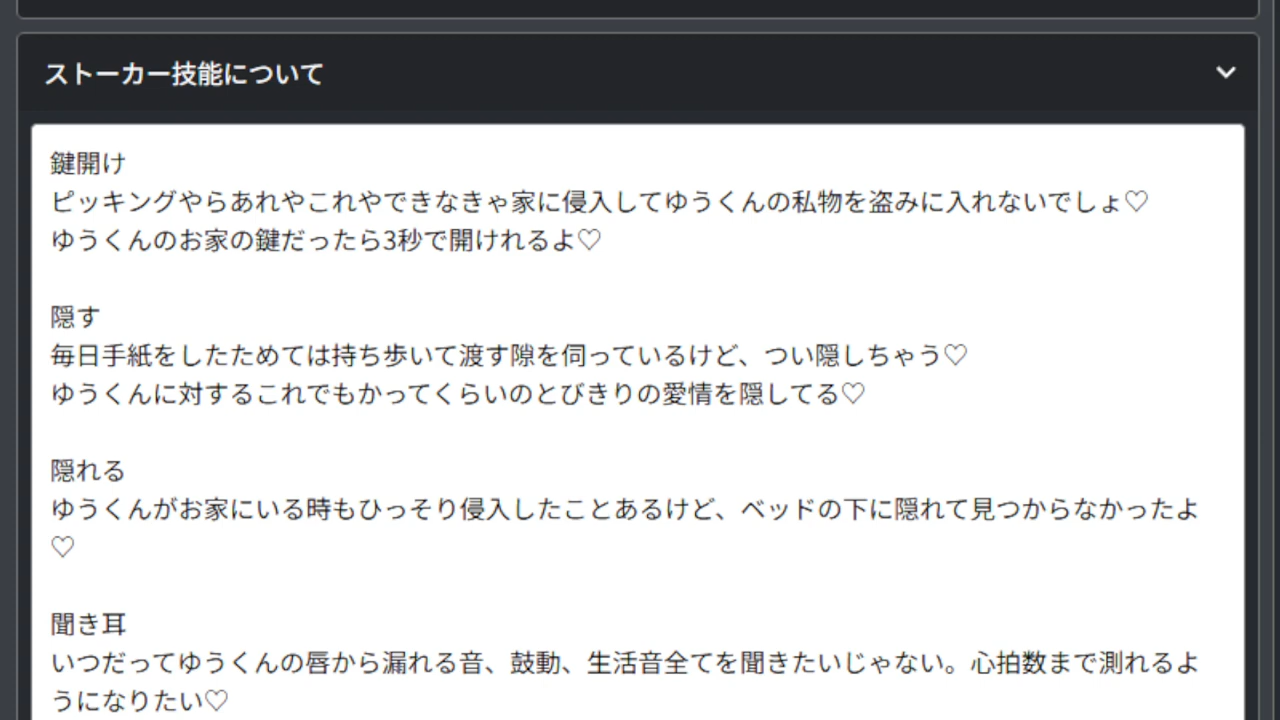 ストーカー技能について
鍵開け
ピッキングやらあれやこれやできなきゃ家に侵入してゆうくんの私物を盗みに入れないでしょ♡
ゆうくんのお家の鍵だったら3秒で開けれるよ♡
隠す
毎日手紙をしたためては持ち歩いて渡す隙を伺っているけど、つい隠しちゃう♡
ゆうくんに対するこれでもかってくらいのとびきりの愛情を隠してる♡
隠れる
ゆうくんがお家にいる時もひっそり侵入したことあるけど、ベッドの下に隠れて見つからなかったよ
♡
聞き耳
いつだってゆうくんの唇から漏れる音、鼓動、生活音全てを聞きたいじゃない。心拍数まで測れるよ
うになりたい♡